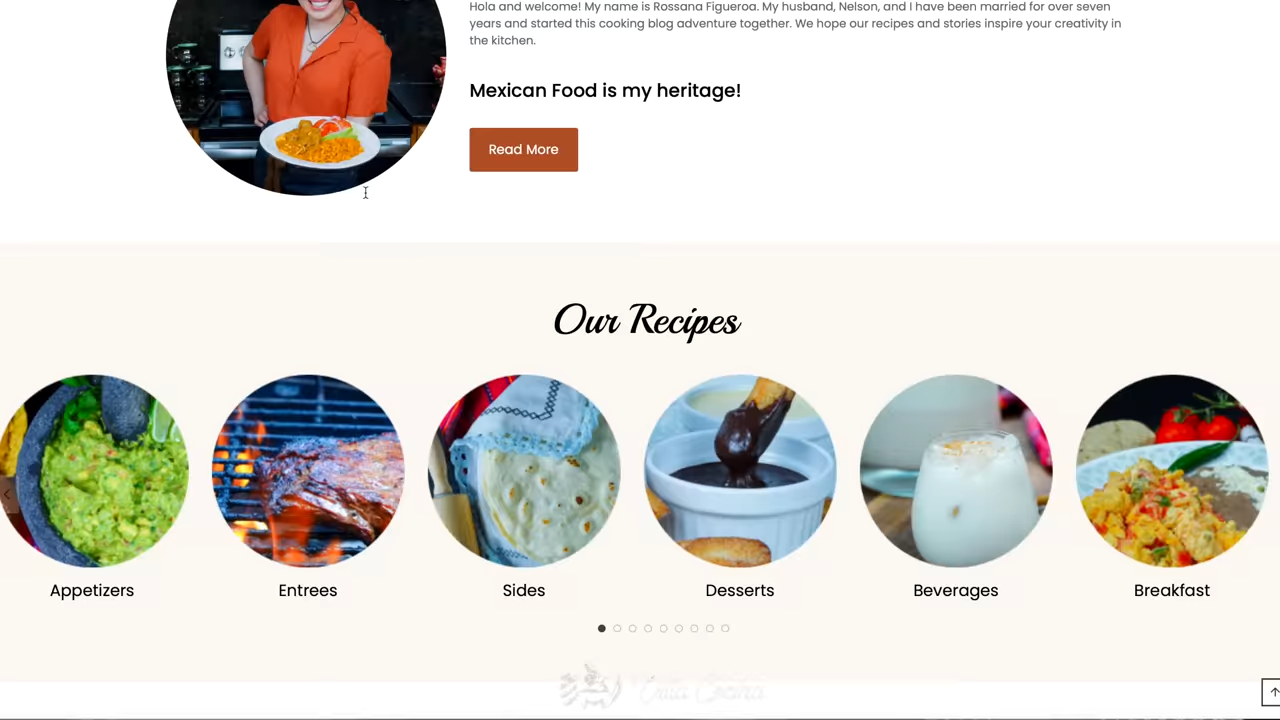 Hola and welcome! My name is Rossana Figueroa. My husband, Nelson, and I have been married for over seven
years and started this cooking blog adventure together. We hope our recipes and stories inspire your creativity in
the kitchen.
Mexican Food is my heritage!
Read More
Our Recipes
Appetizers
Entrees
Sides
Desserts
Beverages
Breakfast